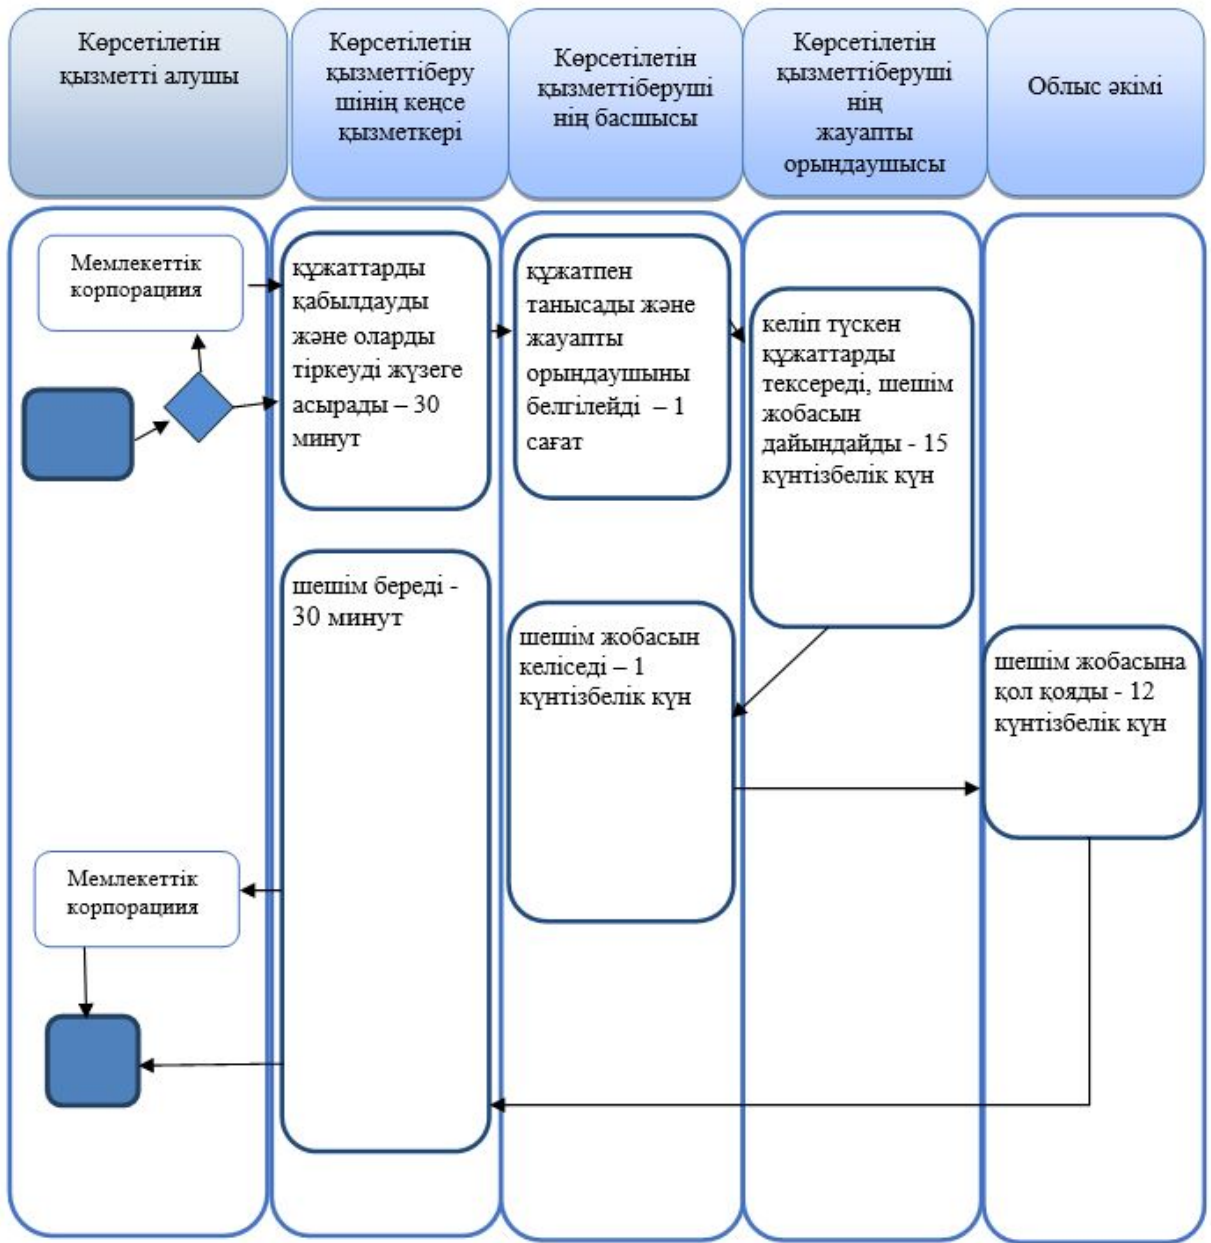 Көрсетілетін
қызметті алушы
Көрсетілетін
қызметтіберу
шінің кеңсе
қызметкері
Көрсетілетін
қызметтіберуші
нің басшысы
Көрсетілетін
қызметтіберуші
нің
жауапты
орындаушысы
Облыс әкімі
Мемлекеттік
корпорациия
құжаттарды
қабылдауды
және оларды
тіркеуді жүзеге
асырады – 30
минут
құжатпен
танысады және
жауапты
орындаушыны
белгілейді – 1
сағат
келіп түскен
құжаттарды
тексереді, шешім
жобасын
дайындайды - 15
күнтізбелік күн
шешім береді -
30 минут
шешім жобасын
келіседі – 1
күнтізбелік күн
шешім жобасына
қол қояды - 12
күнтізбелік күн
Мемлекеттік
корпорациия